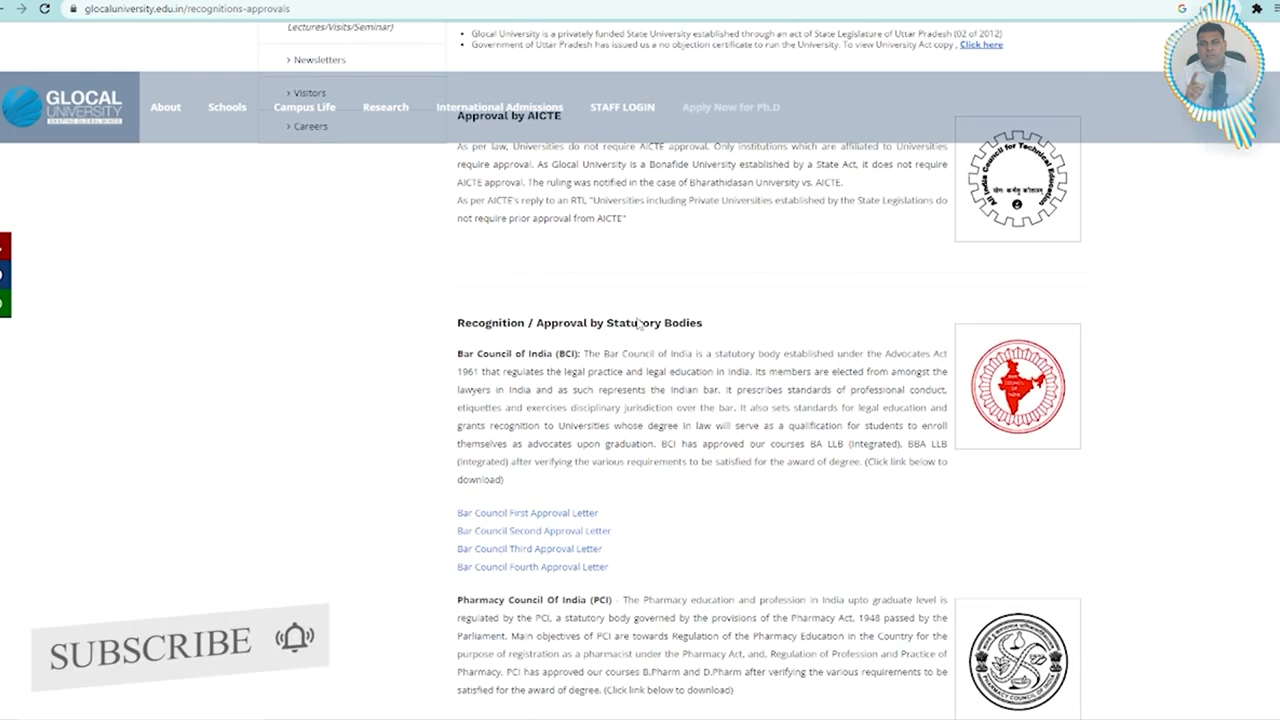 glocaluniversity.edu.in/recognitions-approvals
Lectures/Visits/Seminar)
> Newsletters
> Visitors
> Careers
• Glocal University is a privately funded State University established through an act of State Legislature of Uttar Pradesh (02 of 2012)
• Government of Uttar Pradesh has issued us a no objection certificate to run the University. To view University Act copy , Click here
GLOCAL
UNIVERSITY
SHAPING GLOBAL MINDS
About Schools Campus Life Research International Admissions STAFF LOGIN Apply Now for Ph.D
Approval by AICTE
As per law, Universities do not require AICTE approval. Only institutions which are affiliated to Universities
require approval. As Glocal University is a Bonafide University established by a State Act, it does not require
AICTE approval. The ruling was notified in the case of Bharathidasan University vs. AICTE.
As per AICTE's reply to an RTI, "Universities including Private Universities established by the State Legislations do
not require prior approval from AICTE"
All India Council for Technical Education
Recognition / Approval by Statutory Bodies
Bar Council of India (BCI): The Bar Council of India is a statutory body established under the Advocates Act
1961 that regulates the legal practice and legal education in India. Its members are elected from amongst the
lawyers in India and as such represents the Indian bar. It prescribes standards of professional conduct,
etiquettes and exercises disciplinary jurisdiction over the bar. It also sets standards for legal education and
grants recognition to Universities whose degree in law will serve as a qualification for students to enroll
themselves as advocates upon graduation. BCI has approved our courses BA LLB (Integrated), BBA LLB
(Integrated) after verifying the various requirements to be satisfied for the award of degree. (Click link below to
download)
BAR
COUNCIL
OF
INDIA
Bar Council First Approval Letter
Bar Council Second Approval Letter
Bar Council Third Approval Letter
Bar Council Fourth Approval Letter
Pharmacy Council Of India (PCI) - The Pharmacy education and profession in India upto graduate level is
regulated by the PCI, a statutory body governed by the provisions of the Pharmacy Act, 1948 passed by the
Parliament. Main objectives of PCI are towards Regulation of the Pharmacy Education in the Country for the
purpose of registration as a pharmacist under the Pharmacy Act, and, Regulation of Profession and Practice of
Pharmacy. PCI has approved our courses B.Pharm and D.Pharm after verifying the various requirements to be
satisfied for the award of degree. (Click link below to download)
PHARMACY COUNCIL OF INDIA
SUBSCRIBE